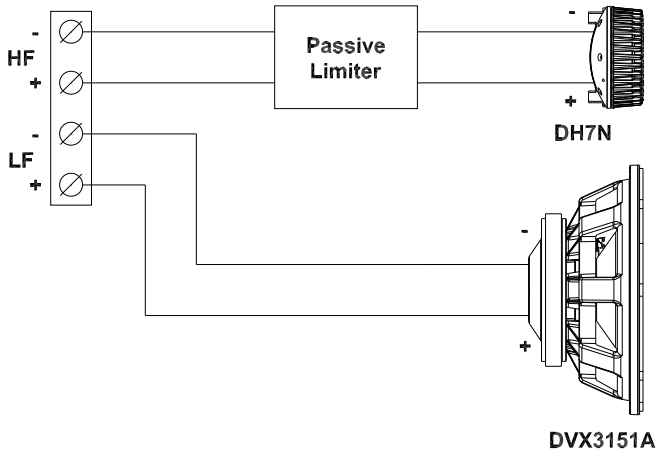 -
HF
+
-
LF
+
Passive
Limiter
-
+
DH7N
-
+
DVX3151A